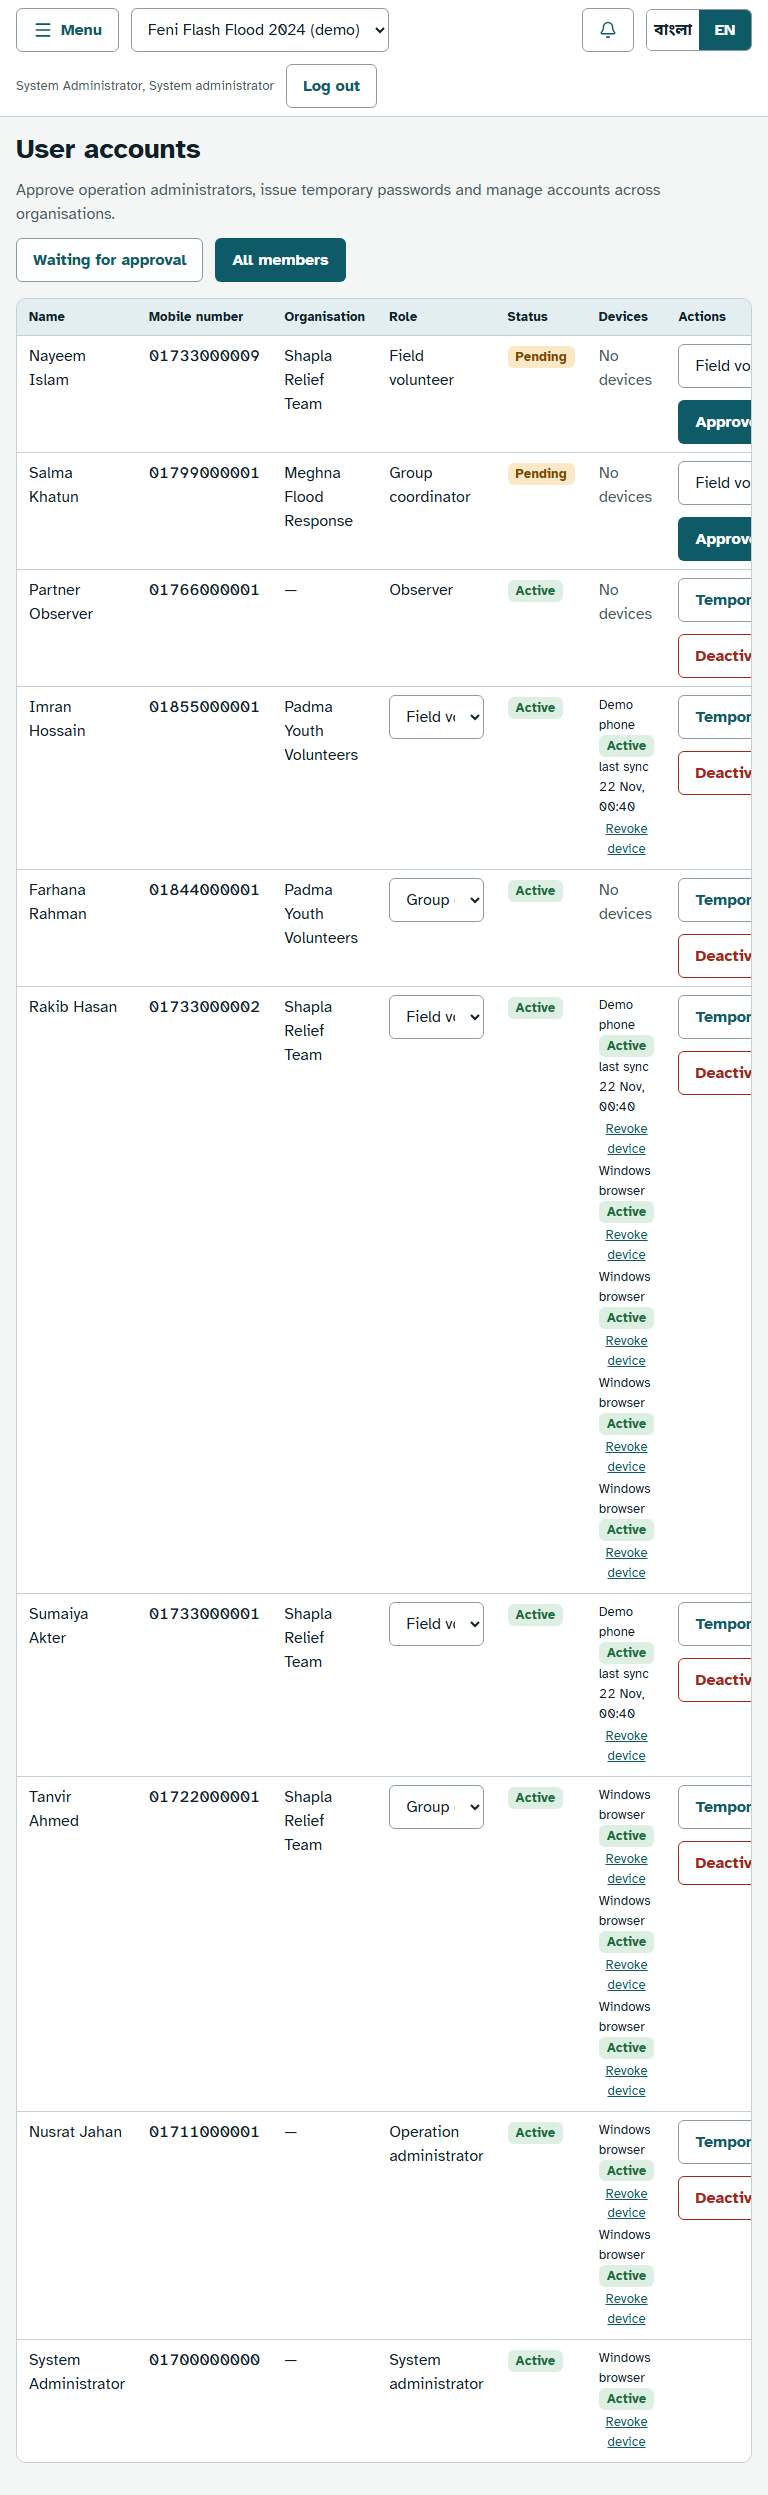 Menu
Feni Flash Flood 2024 (demo)
বাংলা
EN
System Administrator, System administrator
Log out
User accounts
Approve operation administrators, issue temporary passwords and manage accounts across
organisations.
Waiting for approval
All members
Name Mobile number Organisation Role Status Devices Actions
Nayeem 01733000009 Shapla Field Pending No Field vo
Islam Relief volunteer devices
Team
Approve
Salma 01799000001 Meghna Group Pending No Field vo
Khatun Flood coordinator devices
Response
Approve
Partner 01766000001 — Observer Active No Tempor
Observer devices
Deactiv
Imran 01855000001 Padma Field vo Active Demo Tempor
Hossain Youth phone
Volunteers Active Deactiv
last sync
22 Nov,
00:40
Revoke
device
Farhana 01844000001 Padma Group Active No Tempor
Rahman Youth devices
Volunteers Deactiv
Rakib Hasan 01733000002 Shapla Field vo Active Demo Tempor
Relief phone
Team Active Deactiv
last sync
22 Nov,
00:40
Revoke
device
Windows
browser
Active
Revoke
device
Windows
browser
Active
Revoke
device
Windows
browser
Active
Revoke
device
Windows
browser
Active
Revoke
device
Sumaiya 01733000001 Shapla Field vo Active Demo Tempor
Akter Relief phone
Team Active Deactiv
last sync
22 Nov,
00:40
Revoke
device
Tanvir 01722000001 Shapla Group Active Windows Tempor
Ahmed Relief browser
Team Active Deactiv
Revoke
device
Windows
browser
Active
Revoke
device
Windows
browser
Active
Revoke
device
Nusrat Jahan 01711000001 — Operation Active Windows Tempor
administrator browser
Active Deactiv
Revoke
device
Windows
browser
Active
Revoke
device
System 01700000000 — System Active Windows
Administrator administrator browser
Active
Revoke
device